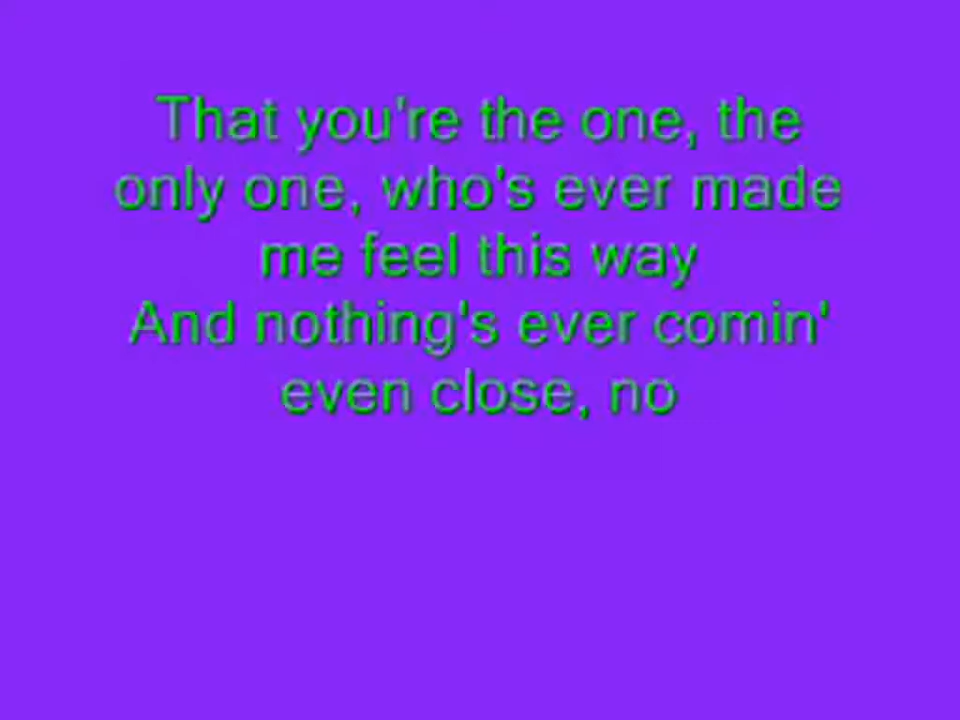 That you're the one, the
only one, who's ever made
me feel this way
And nothing's ever comin'
even close, no